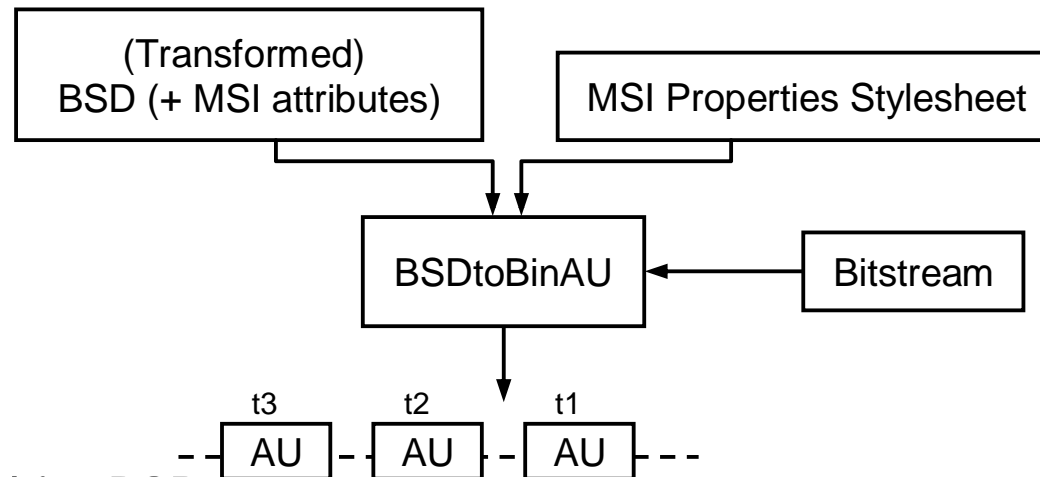 (Transformed)
BSD (+ MSI attributes)
MSI Properties Stylesheet
BSDtoBinAU
Bitstream
t3 t2 t1
AU AU AU